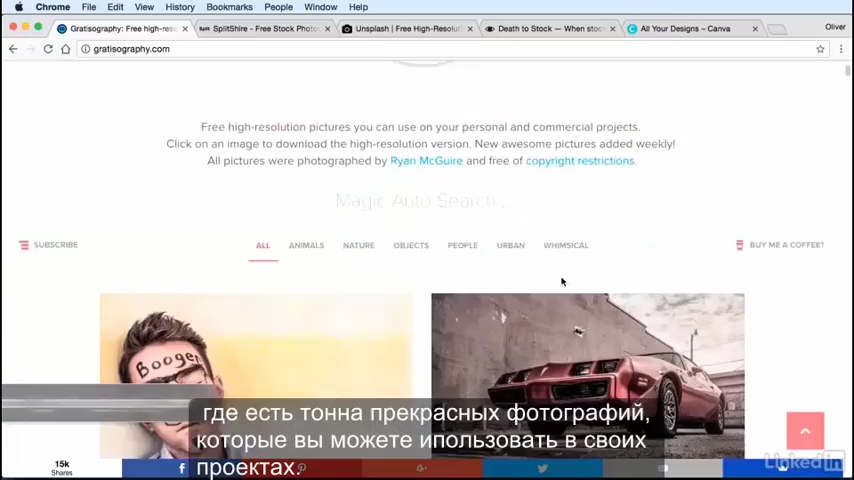 Chrome File Edit View History Bookmarks People Window Help
Gratisography: Free high-res SplitShire - Free Stock Photo Unsplash | Free High-Resolut Death to Stock — When stoc All Your Designs – Canva Oliver
gratisography.com
Free high-resolution pictures you can use on your personal and commercial projects.
Click on an image to download the high-resolution version. New awesome pictures added weekly!
All pictures were photographed by Ryan McGuire and free of copyright restrictions.
Magic Auto Search ..
SUBSCRIBE ALL ANIMALS NATURE OBJECTS PEOPLE URBAN WHIMSICAL BUY ME A COFFEE?
Booger
где есть тонна прекрасных фотографий,
которые вы можете ипользовать в своих
проектах.
15k
Shares
LinkedIn